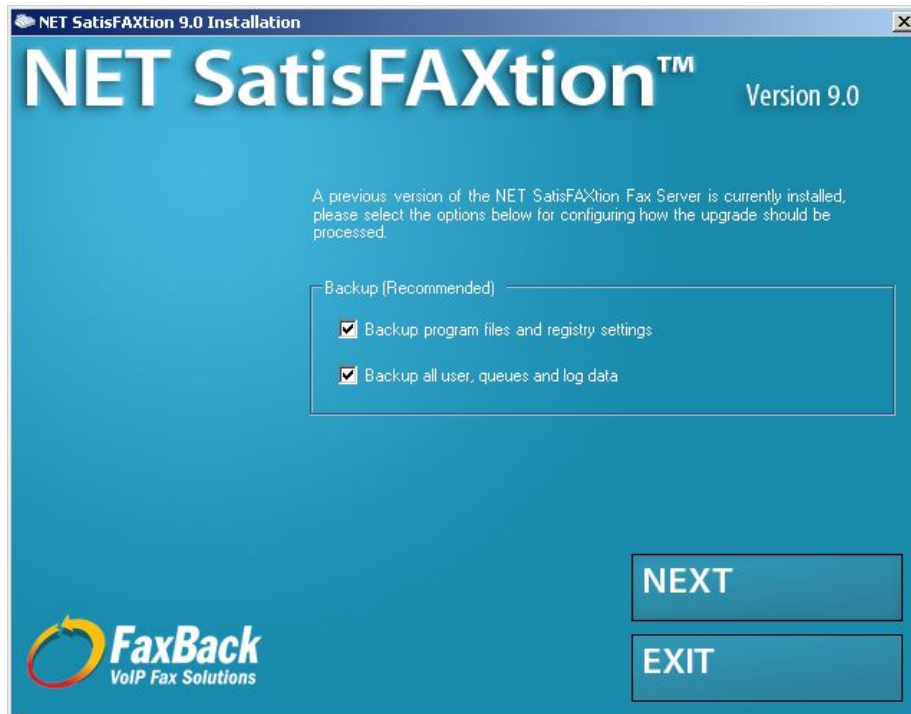 NET SatisFAXtion 9.0 Installation
NET SatisFAXtion™
Version 9.0
A previous version of the NET SatisFAXtion Fax Server is currently installed,
please select the options below for configuring how the upgrade should be
processed.
Backup (Recommended)
Backup program files and registry settings
Backup all user, queues and log data
NEXT
FaxBack
VoIP Fax Solutions
EXIT